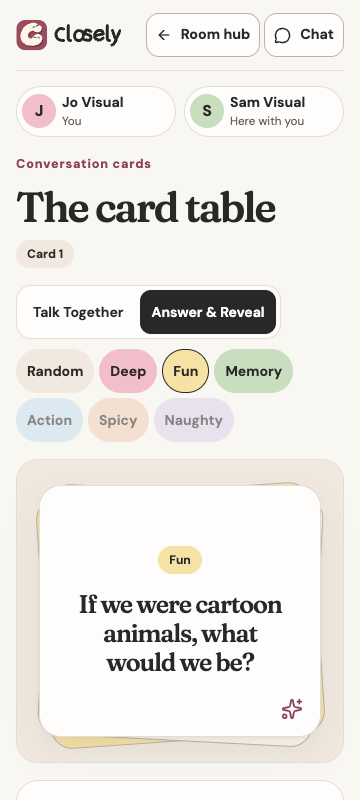 Closely
Room hub
Chat
J
Jo Visual
You
S
Sam Visual
Here with you
Conversation cards
The card table
Card 1
Talk Together
Answer & Reveal
Random
Deep
Fun
Memory
Action
Spicy
Naughty
Fun
If we were cartoon
animals, what
would we be?